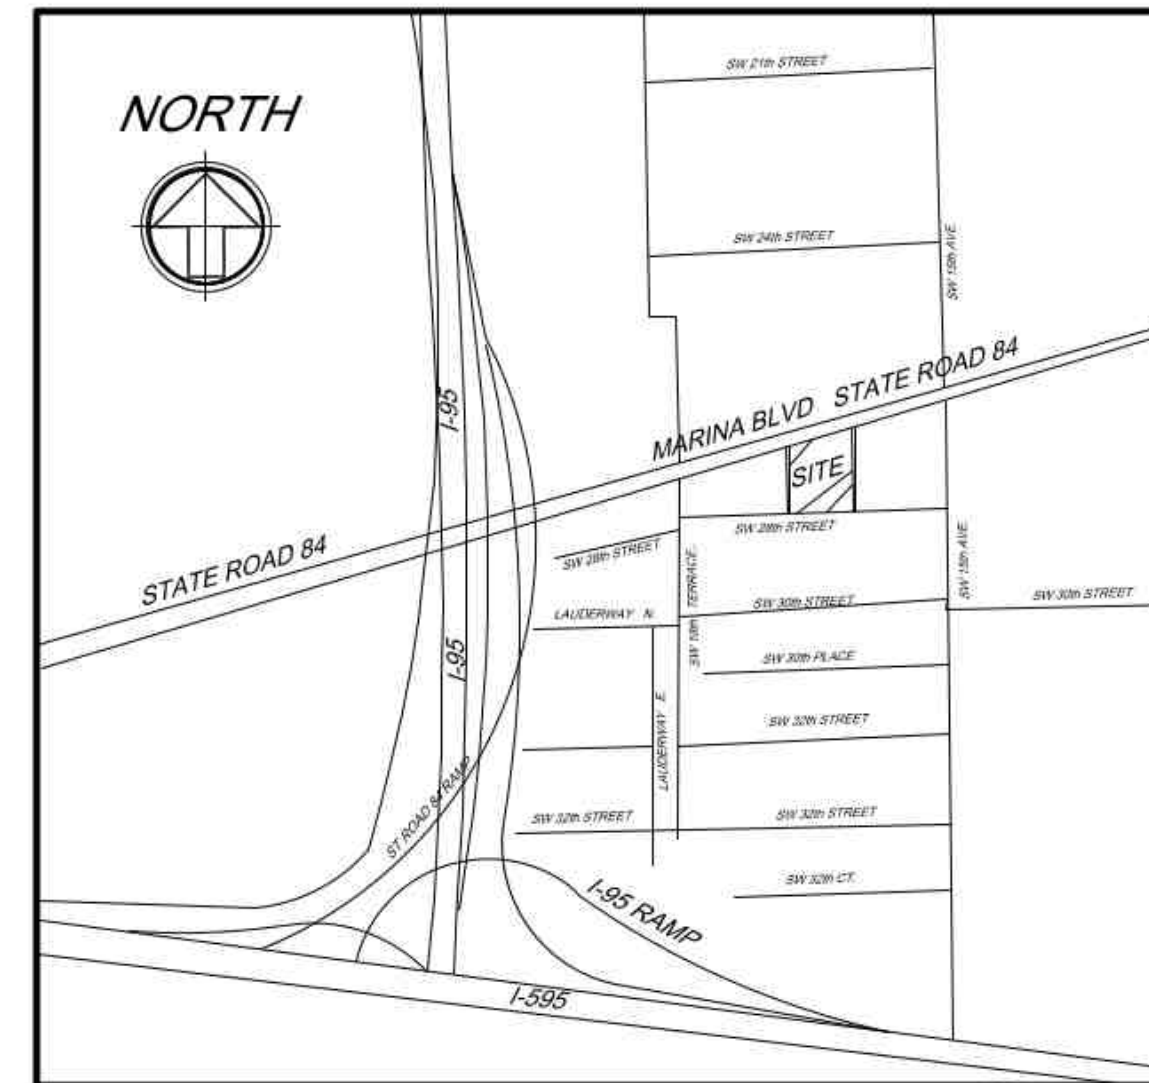 SW 21th STREET
NORTH
SW 24th STREET
SW 15th AVE.
STATE ROAD 84
MARINA BLVD
I-95
SITE
SW 28th STREET
SW 28th STREET
STATE ROAD 84
SW 15th AVE.
SW 30th STREET
SW 30th STREET
LAUDERWAY N.
TERRACE.
SW 30th PLACE
I-95
SW 32th STREET
LAUDERWAY E.
ST ROAD 84 RAMP
SW 32th STREET
SW 32th STREET
SW 32th CT.
I-95 RAMP
I-595